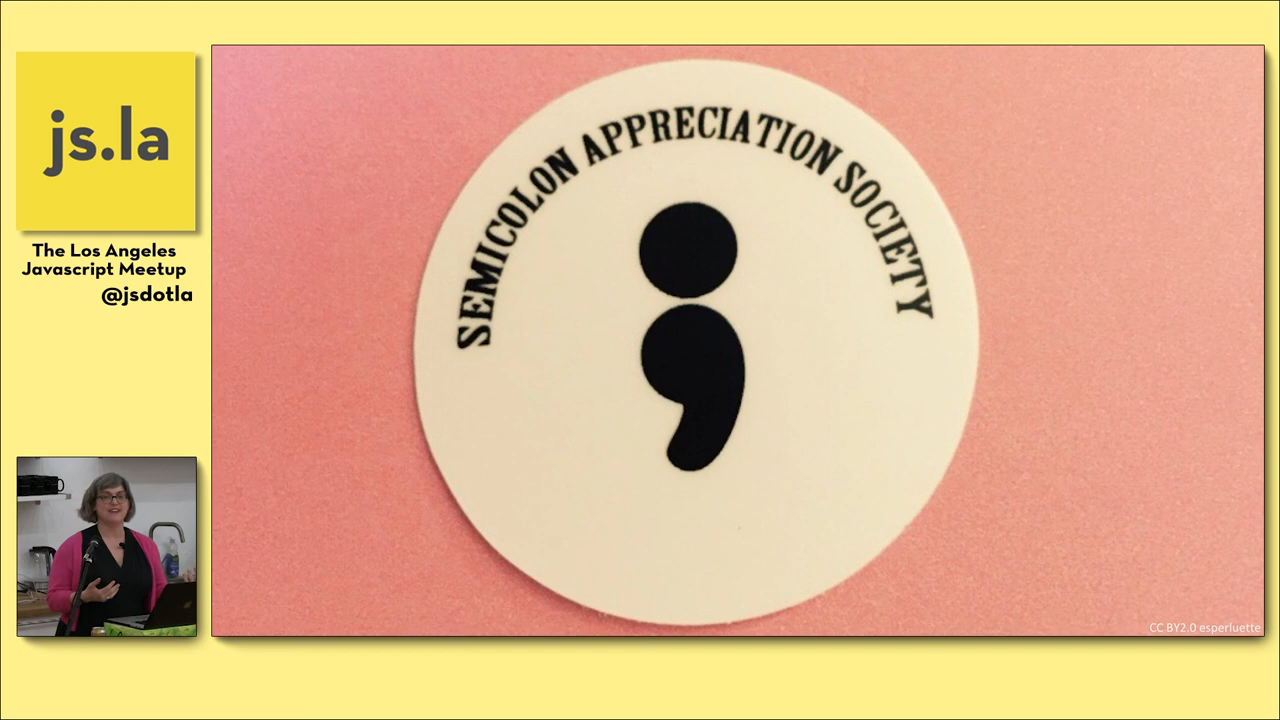 js.la
The Los Angeles
Javascript Meetup
@jsdotla
SEMICOLON APPRECIATION SOCIETY
;
CC BY2.0 esperluette